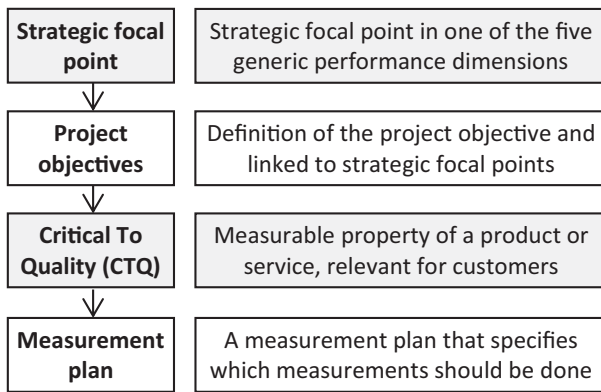 Strategic focal
point
Strategic focal point in one of the five
generic performance dimensions
Project
objectives
Definition of the project objective and
linked to strategic focal points
Critical To
Quality (CTQ)
Measurable property of a product or
service, relevant for customers
Measurement
plan
A measurement plan that specifies
which measurements should be done